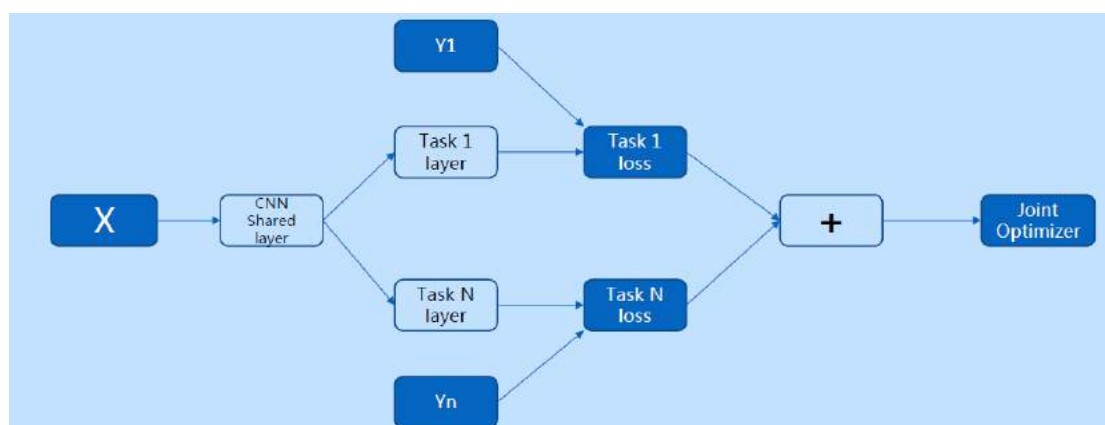 Y1
Task 1
layer
Task 1
loss
X
CNN
Shared
layer
+
Joint
Optimizer
Task N
layer
Task N
loss
Yn